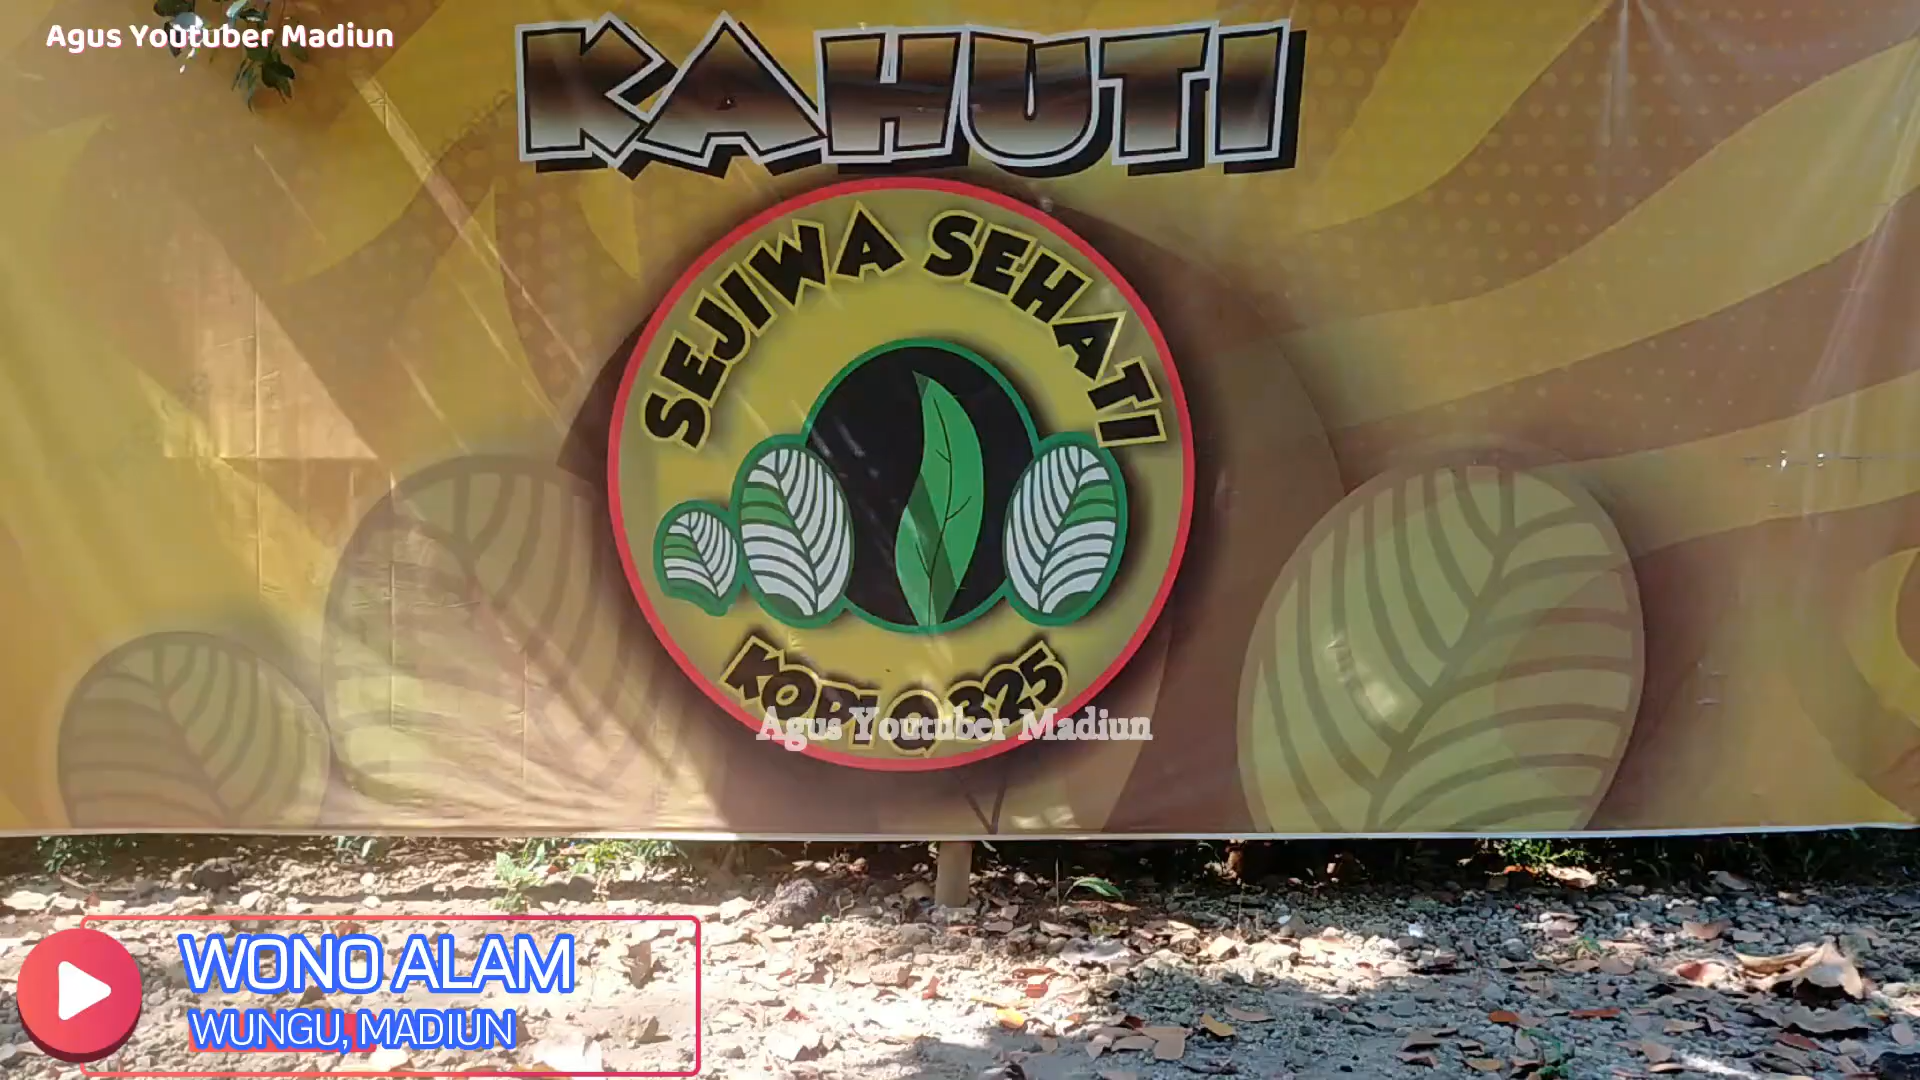 Agus Youtuber Madiun
KAHUTI
SEJIWA SEHATI
KOPI Q 325
Agus Youtuber Madiun
WONO ALAM
WUNGU, MADIUN